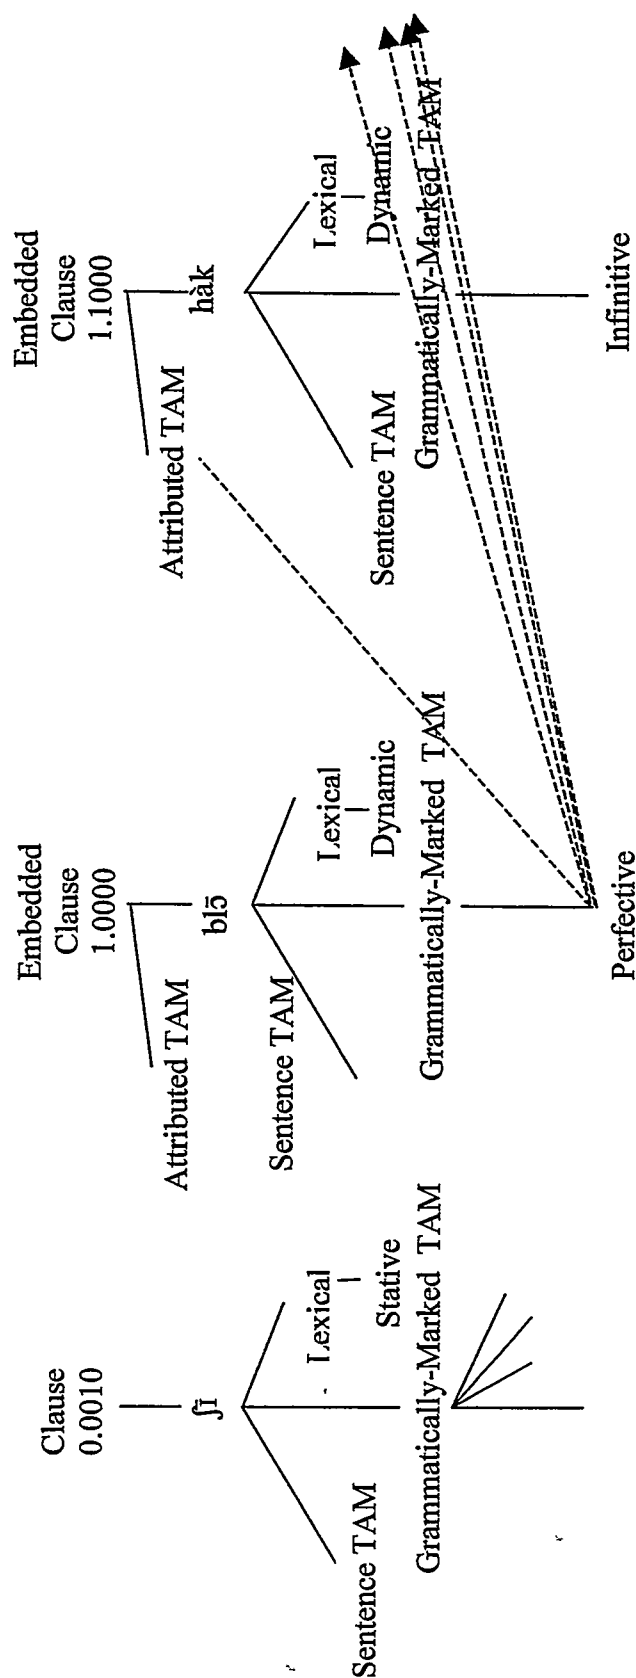 Clause
0.0010
ʃī
Sentence TAM
Lexical
Stative
Grammatically-Marked TAM
Embedded
Clause
1.0000
Attributed TAM
blɔ̄
Sentence TAM
Lexical
Dynamic
Grammatically-Marked TAM
Perfective
Embedded
Clause
1.1000
Attributed TAM
hàk
Sentence TAM
Lexical
Dynamic
Grammatically-Marked TAM
Infinitive